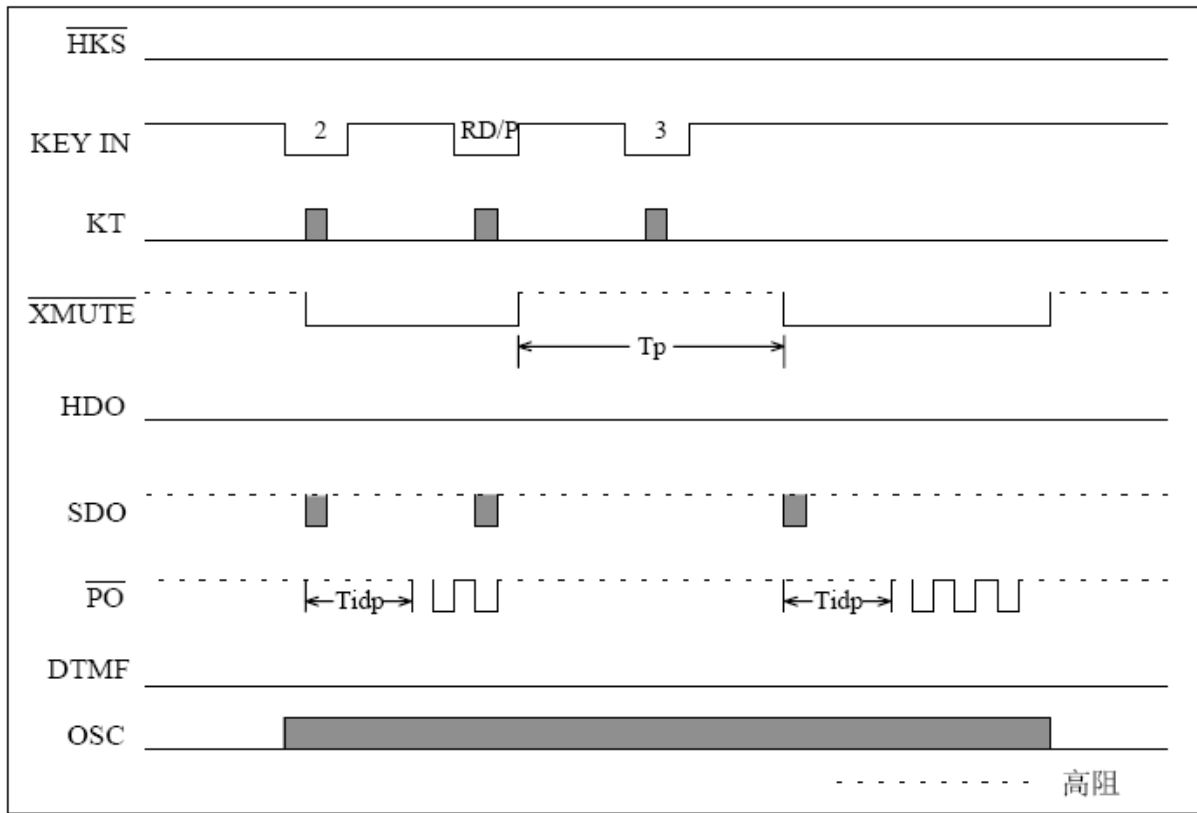 HKS
2 RD/P 3
KEY IN
KT
XMUTE
Tp
HDO
SDO
PO
Tidp Tidp
DTMF
OSC
高阻